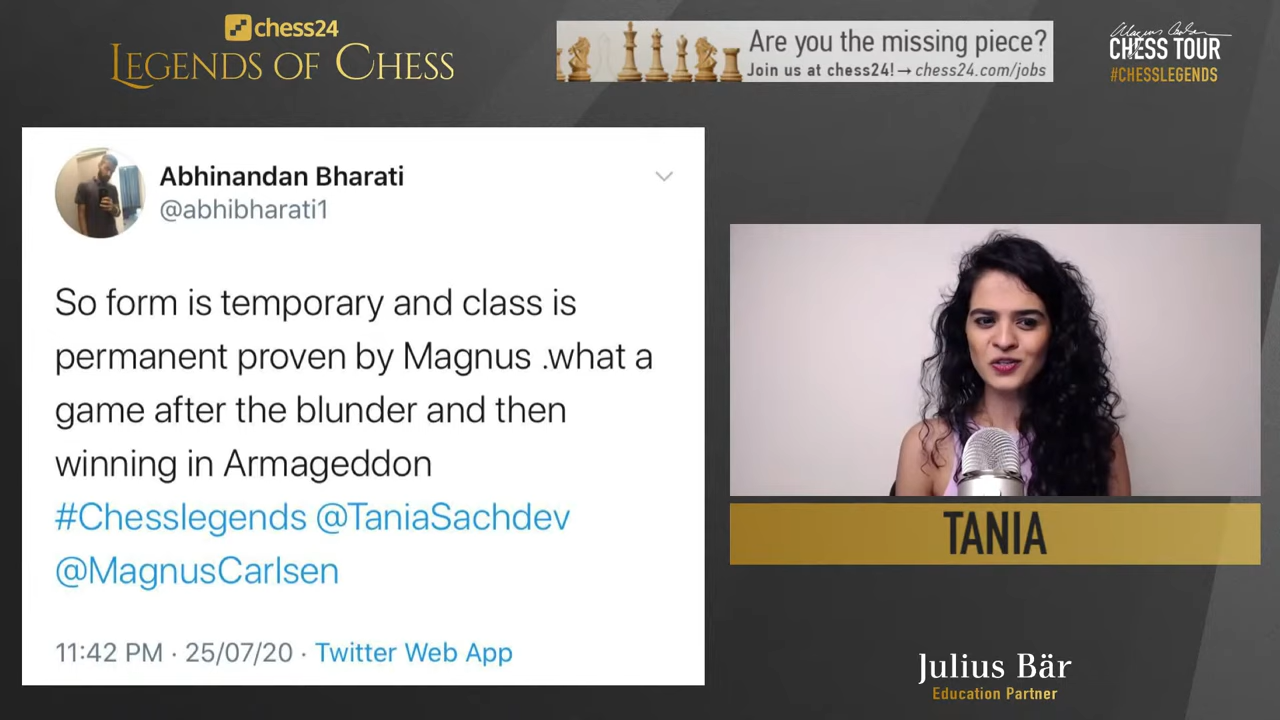 chess24
LEGENDS OF CHESS
Are you the missing piece?
Join us at chess24!→ chess24.com/jobs
Magnus Carlsen
CHESS TOUR
#CHESSLEGENDS
Abhinandan Bharati
@abhibharati1
So form is temporary and class is
permanent proven by Magnus .what a
game after the blunder and then
winning in Armageddon
#Chesslegends @TaniaSachdev
@MagnusCarlsen
11:42 PM · 25/07/20 · Twitter Web App
TANIA
Julius Bär
Education Partner